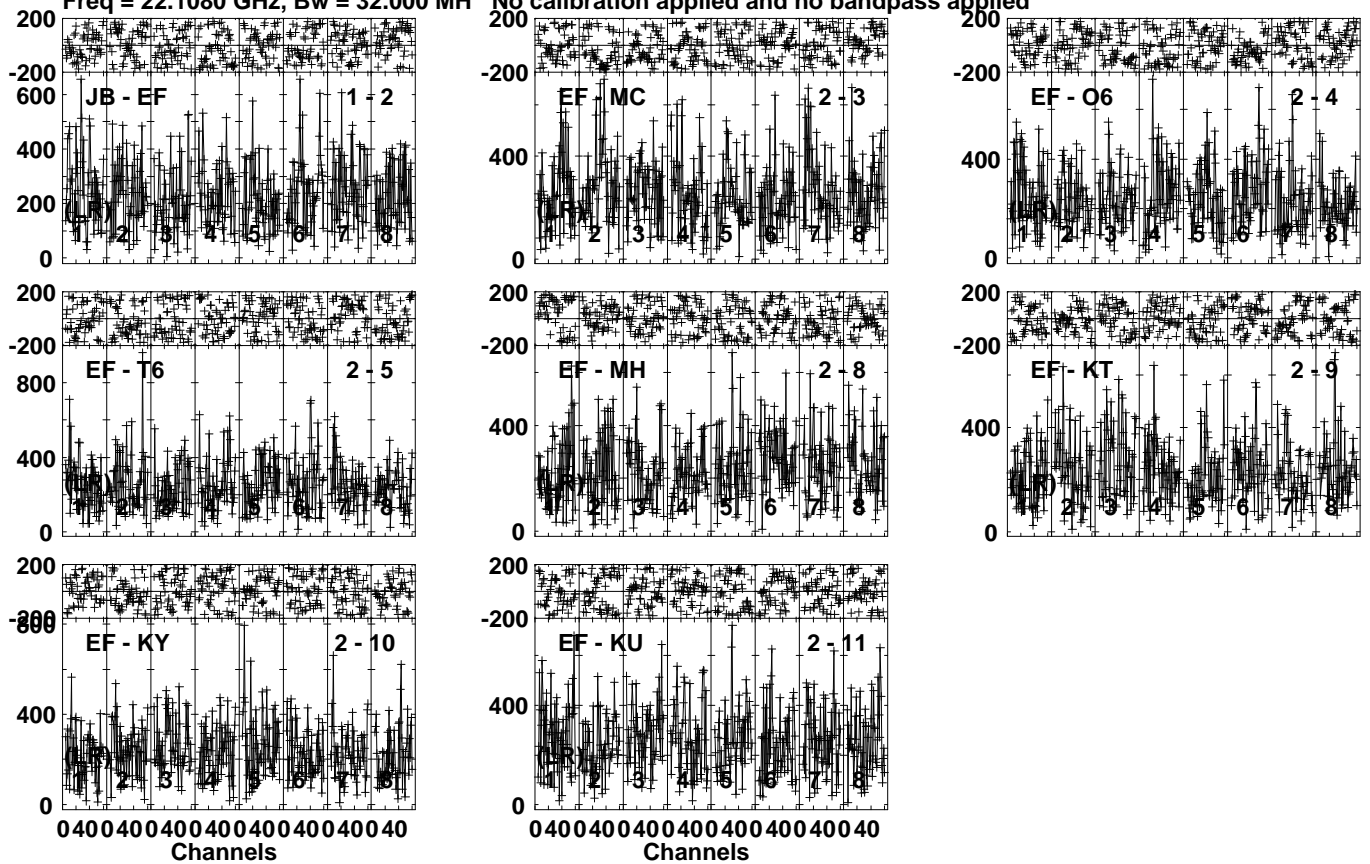 Freq = 22.1080 GHz, Bw = 32.000 MH No calibration applied and no bandpass applied
200 200 200
-200 -200 -200
JB - EF 1 - 2 EF - MC 2 - 3 EF - O6 2 - 4
600
400 400 400
200
(LR) (LR) (LR)
1 2 3 4 5 6 7 8 1 2 3 4 5 6 7 8 1 2 3 4 5 6 7 8
0 0 0
200 200 200
-200 -200 -200
EF - T6 2 - 5 EF - MH 2 - 8 EF - KT 2 - 9
800
400 400 400
(LR) (LR) (LR)
1 2 3 4 5 6 7 8 1 2 3 4 5 6 7 8 1 2 3 4 5 6 7 8
0 0 0
200 200
-200 -200
800
EF - KY 2 - 10 EF - KU 2 - 11
400 400
(LR) (LR)
1 2 3 4 5 6 7 8 1 2 3 4 5 6 7 8
0 0
0 40 0 40 0 40 0 40 0 40 0 40 0 40 0 40 0 40 0 40 0 40 0 40 0 40 0 40 0 40 0 40
Channels Channels